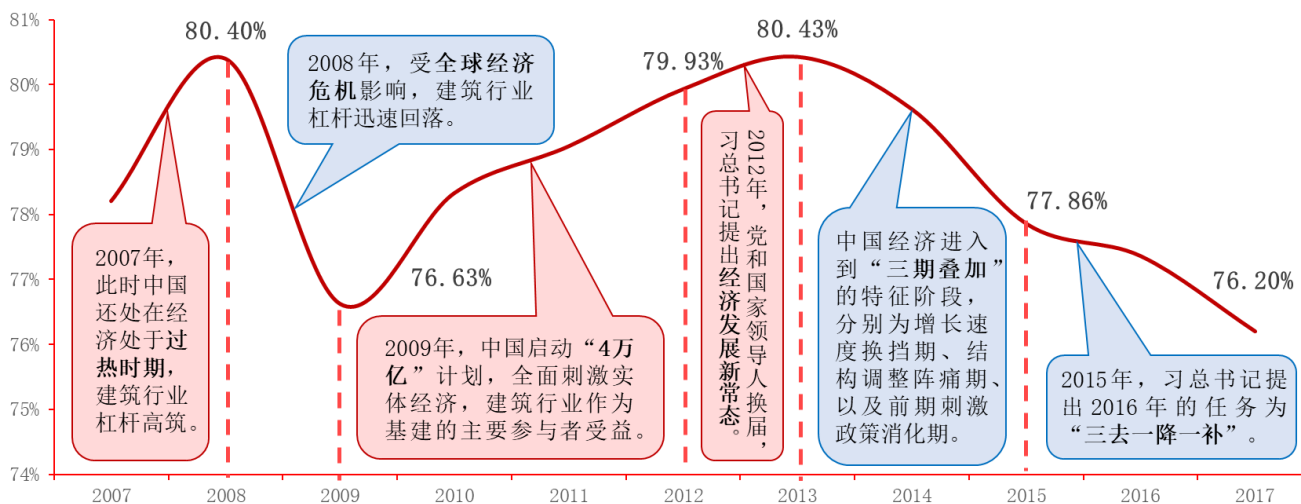 81%
80%
79%
78%
77%
76%
75%
74%
80.40%
76.63%
79.93%
80.43%
77.86%
76.20%
2007年，
此时中国
还处在经
济处于过
热时期，
建筑行业
杠杆高筑。
2008年，受全球经济
危机影响，建筑行业
杠杆迅速回落。
2009年，中国启动“4万
亿”计划，全面刺激实
体经济，建筑行业作为
基建的主要参与者受益。
2012年，党和国家领导人换届，
习总书记提出经济发展新常态。
中国经济进入
到“三期叠加”
的特征阶段，
分别为增长速
度换挡期、结
构调整阵痛期、
以及前期刺激
政策消化期。
2015年，习总书记提
出2016年的任务为
“三去一降一补”。
2007
2008
2009
2010
2011
2012
2013
2014
2015
2016
2017